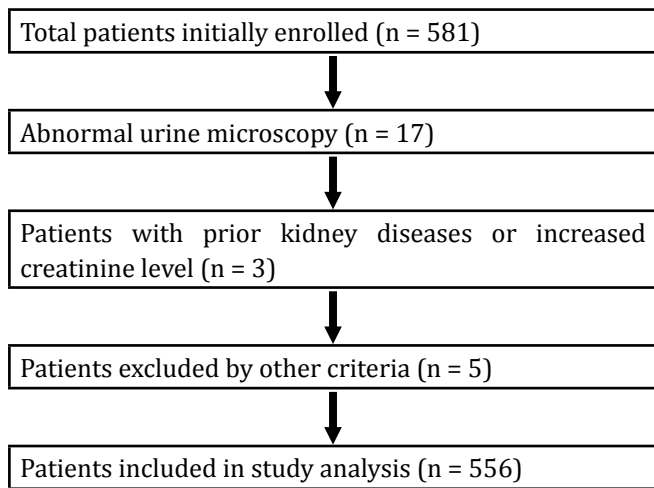 Total patients initially enrolled (n = 581)
Abnormal urine microscopy (n = 17)
Patients with prior kidney diseases or increased
creatinine level (n = 3)
Patients excluded by other criteria (n = 5)
Patients included in study analysis (n = 556)